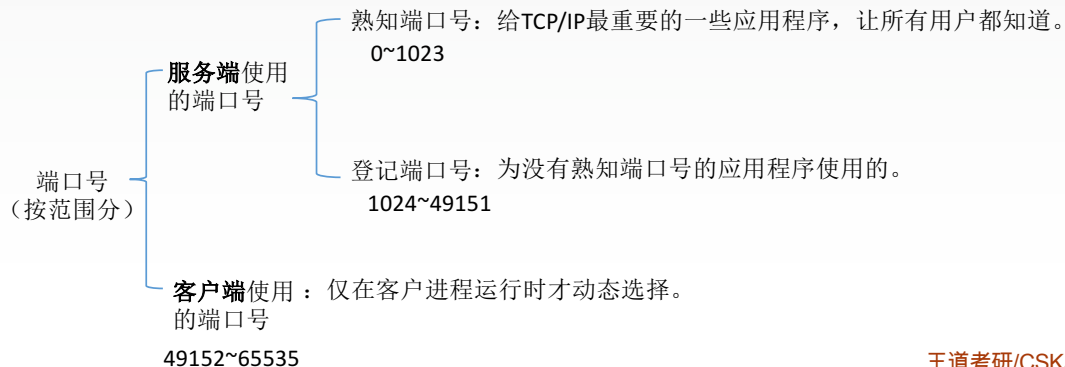 熟知端口号：给TCP/IP最重要的一些应用程序，让所有用户都知道。
0~1023
服务端使用
的端口号
登记端口号：为没有熟知端口号的应用程序使用的。
1024~49151
端口号
（按范围分）
客户端使用：仅在客户进程运行时才动态选择。
的端口号
49152~65535
王道考研/CSK